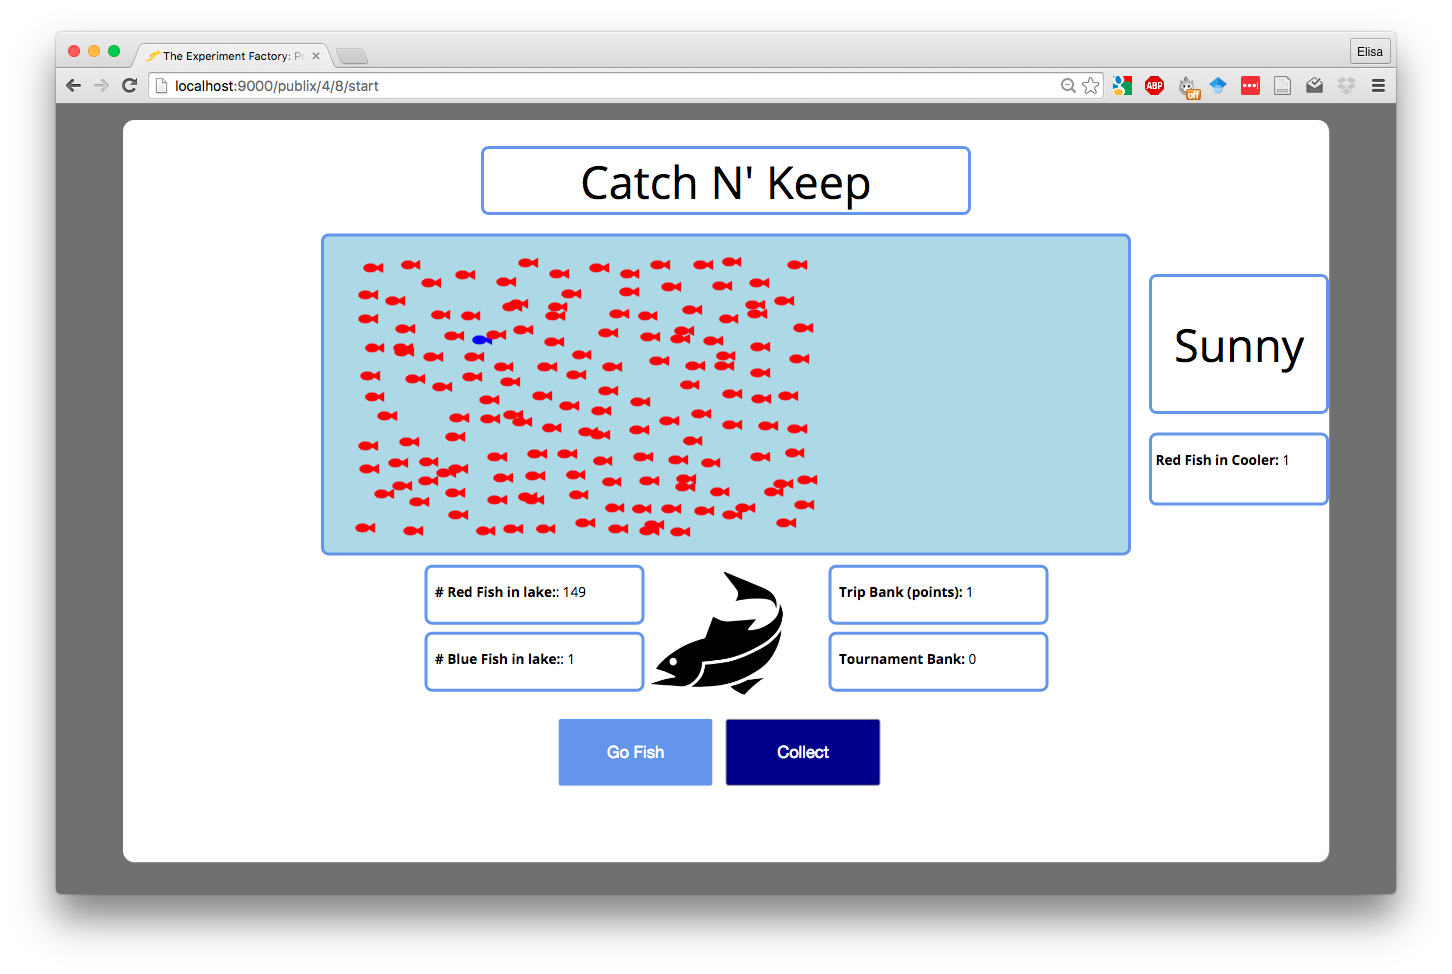 The Experiment Factory: Pr
Elisa
localhost:9000/publix/4/8/start
ABP
off
Catch N' Keep
Sunny
Red Fish in Cooler: 1
# Red Fish in lake:: 149
Trip Bank (points): 1
# Blue Fish in lake:: 1
Tournament Bank: 0
Go Fish
Collect